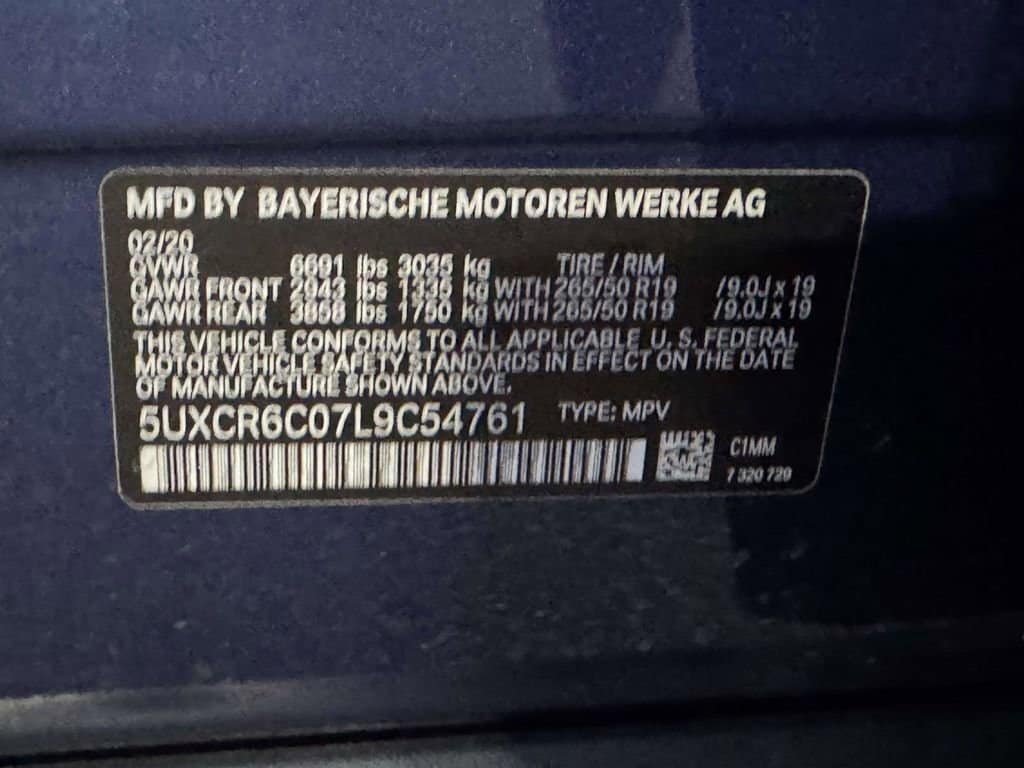 MFD BY BAYERISCHE MOTOREN WERKE AG
02/20
GVWR 6691 lbs 3035 kg TIRE / RIM
GAWR FRONT 2943 lbs 1335 kg WITH 265/50 R19 /9.0J x 19
GAWR REAR 3858 lbs 1750 kg WITH 265/50 R19 /9.0J x 19
THIS VEHICLE CONFORMS TO ALL APPLICABLE U. S. FEDERAL
MOTOR VEHICLE SAFETY STANDARDS IN EFFECT ON THE DATE
OF MANUFACTURE SHOWN ABOVE.
5UXCR6C07L9C54761 TYPE: MPV
C1MM
7 320 729